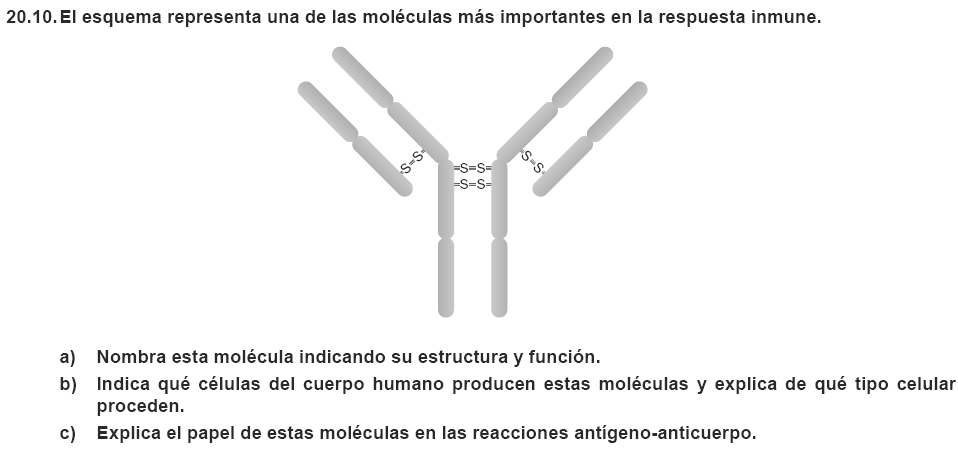 20.10. El esquema representa una de las moléculas más importantes en la respuesta inmune.
S=S
=S=S=
=S=S=
S=S
a) Nombra esta molécula indicando su estructura y función.
b) Indica qué células del cuerpo humano producen estas moléculas y explica de qué tipo celular
proceden.
c) Explica el papel de estas moléculas en las reacciones antígeno-anticuerpo.